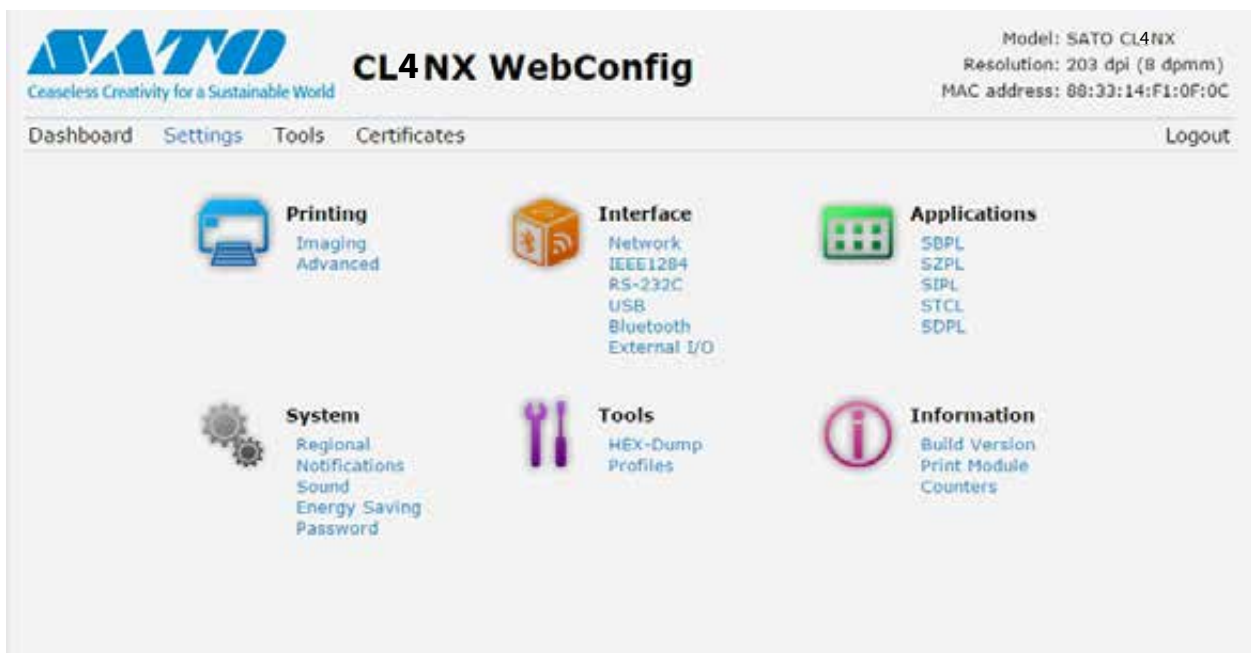 SATO
Ceaseless Creativity for a Sustainable World
CL4NX WebConfig
Model: SATO CL4NX
Resolution: 203 dpi (8 dpmm)
MAC address: 88:33:14:F1:0F:0C
Dashboard Settings Tools Certificates Logout
Printing
Imaging
Advanced
Interface
Network
IEEE1284
RS-232C
USB
Bluetooth
External I/O
Applications
SBPL
SZPL
SIPL
STCL
SDPL
System
Regional
Notifications
Sound
Energy Saving
Password
Tools
HEX-Dump
Profiles
Information
Build Version
Print Module
Counters